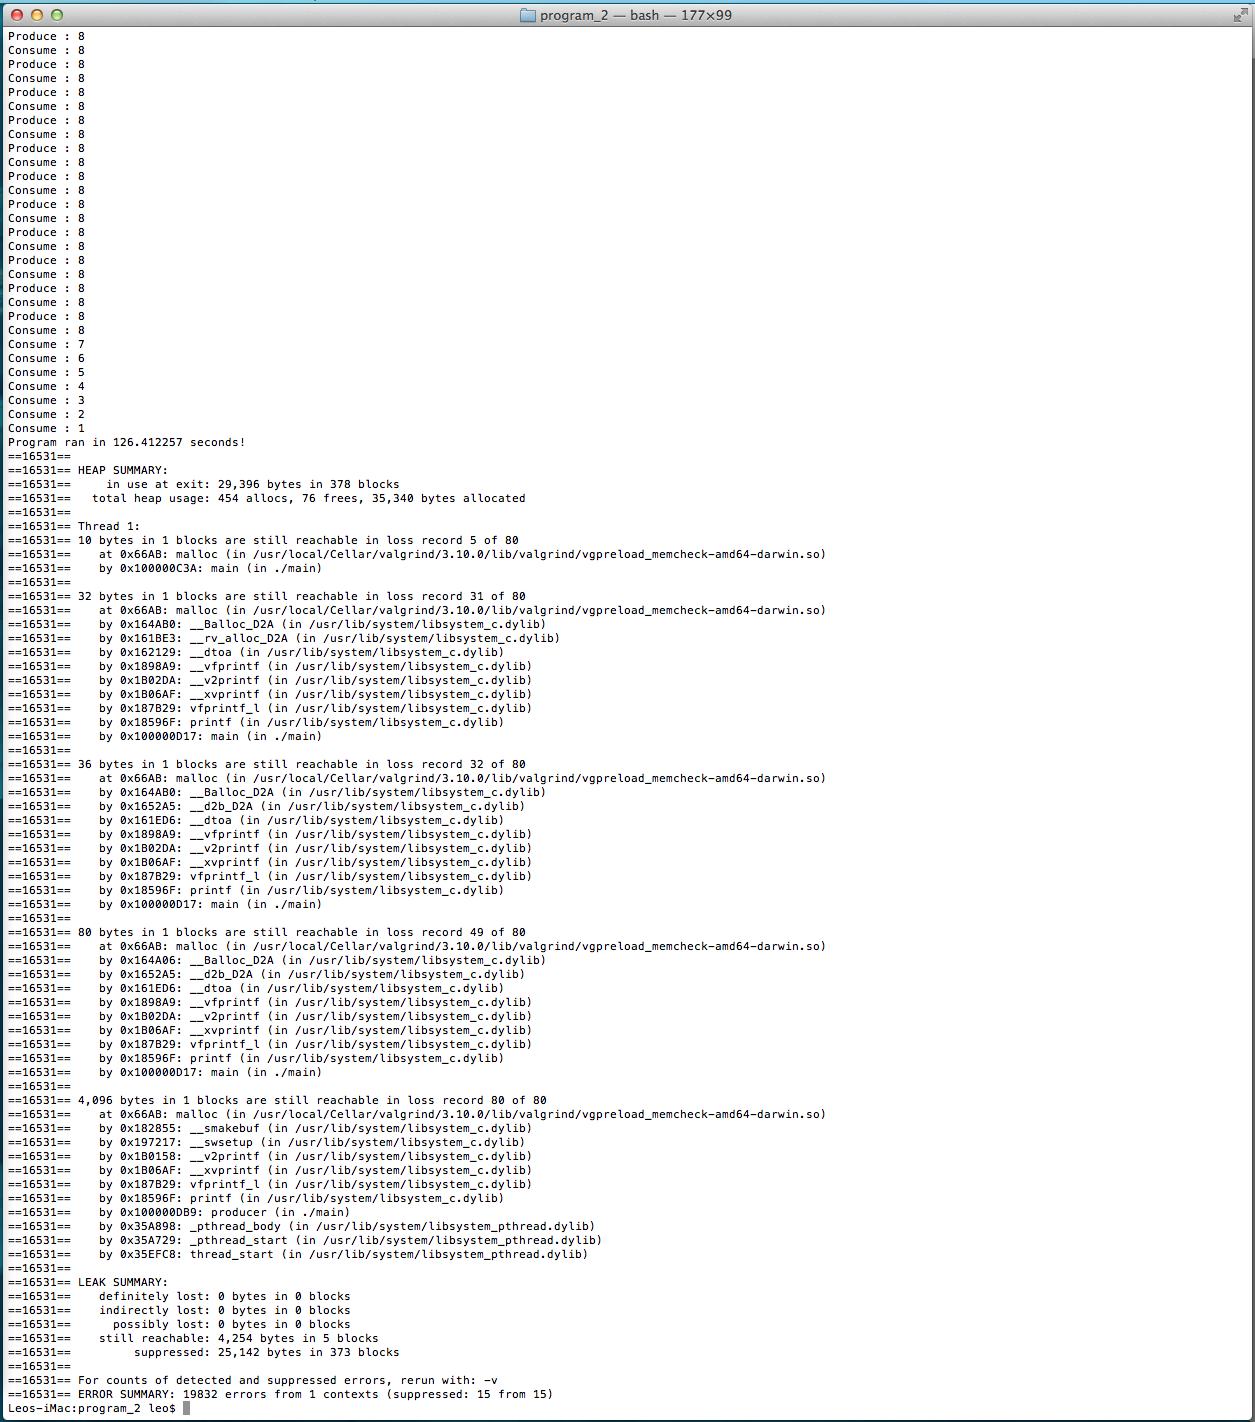 program_2 — bash — 177×99
Produce : 8
Consume : 8
Produce : 8
Consume : 8
Produce : 8
Consume : 8
Produce : 8
Consume : 8
Produce : 8
Consume : 8
Produce : 8
Consume : 8
Produce : 8
Consume : 8
Produce : 8
Consume : 8
Produce : 8
Consume : 8
Produce : 8
Consume : 8
Produce : 8
Consume : 8
Consume : 7
Consume : 6
Consume : 5
Consume : 4
Consume : 3
Consume : 2
Consume : 1
Program ran in 126.412257 seconds!
==16531==
==16531== HEAP SUMMARY:
==16531==     in use at exit: 29,396 bytes in 378 blocks
==16531==   total heap usage: 454 allocs, 76 frees, 35,340 bytes allocated
==16531==
==16531== Thread 1:
==16531== 10 bytes in 1 blocks are still reachable in loss record 5 of 80
==16531==    at 0x66AB: malloc (in /usr/local/Cellar/valgrind/3.10.0/lib/valgrind/vgpreload_memcheck-amd64-darwin.so)
==16531==    by 0x100000C3A: main (in ./main)
==16531==
==16531== 32 bytes in 1 blocks are still reachable in loss record 31 of 80
==16531==    at 0x66AB: malloc (in /usr/local/Cellar/valgrind/3.10.0/lib/valgrind/vgpreload_memcheck-amd64-darwin.so)
==16531==    by 0x164AB0: __Balloc_D2A (in /usr/lib/system/libsystem_c.dylib)
==16531==    by 0x161BE3: __rv_alloc_D2A (in /usr/lib/system/libsystem_c.dylib)
==16531==    by 0x162129: __dtoa (in /usr/lib/system/libsystem_c.dylib)
==16531==    by 0x1898A9: __vfprintf (in /usr/lib/system/libsystem_c.dylib)
==16531==    by 0x1B02DA: __v2printf (in /usr/lib/system/libsystem_c.dylib)
==16531==    by 0x1B06AF: __xvprintf (in /usr/lib/system/libsystem_c.dylib)
==16531==    by 0x187B29: vfprintf_l (in /usr/lib/system/libsystem_c.dylib)
==16531==    by 0x18596F: printf (in /usr/lib/system/libsystem_c.dylib)
==16531==    by 0x100000D17: main (in ./main)
==16531==
==16531== 36 bytes in 1 blocks are still reachable in loss record 32 of 80
==16531==    at 0x66AB: malloc (in /usr/local/Cellar/valgrind/3.10.0/lib/valgrind/vgpreload_memcheck-amd64-darwin.so)
==16531==    by 0x164AB0: __Balloc_D2A (in /usr/lib/system/libsystem_c.dylib)
==16531==    by 0x1652A5: __d2b_D2A (in /usr/lib/system/libsystem_c.dylib)
==16531==    by 0x161ED6: __dtoa (in /usr/lib/system/libsystem_c.dylib)
==16531==    by 0x1898A9: __vfprintf (in /usr/lib/system/libsystem_c.dylib)
==16531==    by 0x1B02DA: __v2printf (in /usr/lib/system/libsystem_c.dylib)
==16531==    by 0x1B06AF: __xvprintf (in /usr/lib/system/libsystem_c.dylib)
==16531==    by 0x187B29: vfprintf_l (in /usr/lib/system/libsystem_c.dylib)
==16531==    by 0x18596F: printf (in /usr/lib/system/libsystem_c.dylib)
==16531==    by 0x100000D17: main (in ./main)
==16531==
==16531== 80 bytes in 1 blocks are still reachable in loss record 49 of 80
==16531==    at 0x66AB: malloc (in /usr/local/Cellar/valgrind/3.10.0/lib/valgrind/vgpreload_memcheck-amd64-darwin.so)
==16531==    by 0x164A06: __Balloc_D2A (in /usr/lib/system/libsystem_c.dylib)
==16531==    by 0x1652A5: __d2b_D2A (in /usr/lib/system/libsystem_c.dylib)
==16531==    by 0x161ED6: __dtoa (in /usr/lib/system/libsystem_c.dylib)
==16531==    by 0x1898A9: __vfprintf (in /usr/lib/system/libsystem_c.dylib)
==16531==    by 0x1B02DA: __v2printf (in /usr/lib/system/libsystem_c.dylib)
==16531==    by 0x1B06AF: __xvprintf (in /usr/lib/system/libsystem_c.dylib)
==16531==    by 0x187B29: vfprintf_l (in /usr/lib/system/libsystem_c.dylib)
==16531==    by 0x18596F: printf (in /usr/lib/system/libsystem_c.dylib)
==16531==    by 0x100000D17: main (in ./main)
==16531==
==16531== 4,096 bytes in 1 blocks are still reachable in loss record 80 of 80
==16531==    at 0x66AB: malloc (in /usr/local/Cellar/valgrind/3.10.0/lib/valgrind/vgpreload_memcheck-amd64-darwin.so)
==16531==    by 0x182855: __smakebuf (in /usr/lib/system/libsystem_c.dylib)
==16531==    by 0x197217: __swsetup (in /usr/lib/system/libsystem_c.dylib)
==16531==    by 0x1B0158: __v2printf (in /usr/lib/system/libsystem_c.dylib)
==16531==    by 0x1B06AF: __xvprintf (in /usr/lib/system/libsystem_c.dylib)
==16531==    by 0x187B29: vfprintf_l (in /usr/lib/system/libsystem_c.dylib)
==16531==    by 0x18596F: printf (in /usr/lib/system/libsystem_c.dylib)
==16531==    by 0x100000DB9: producer (in ./main)
==16531==    by 0x35A898: _pthread_body (in /usr/lib/system/libsystem_pthread.dylib)
==16531==    by 0x35A729: _pthread_start (in /usr/lib/system/libsystem_pthread.dylib)
==16531==    by 0x35EFC8: thread_start (in /usr/lib/system/libsystem_pthread.dylib)
==16531==
==16531== LEAK SUMMARY:
==16531==    definitely lost: 0 bytes in 0 blocks
==16531==    indirectly lost: 0 bytes in 0 blocks
==16531==      possibly lost: 0 bytes in 0 blocks
==16531==    still reachable: 4,254 bytes in 5 blocks
==16531==         suppressed: 25,142 bytes in 373 blocks
==16531==
==16531== For counts of detected and suppressed errors, rerun with: -v
==16531== ERROR SUMMARY: 19832 errors from 1 contexts (suppressed: 15 from 15)
Leos-iMac:program_2 leo$